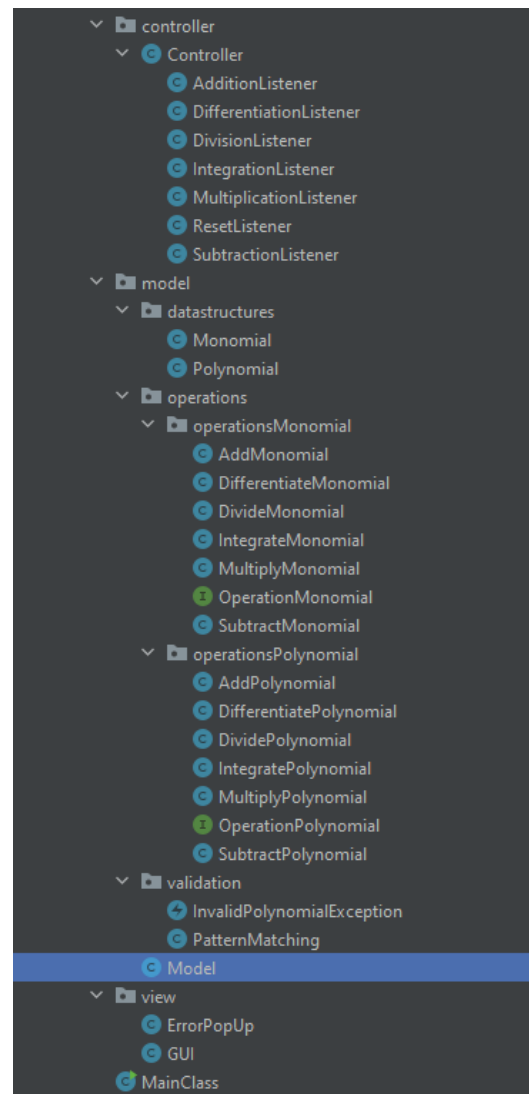 controller
Controller
AdditionListener
DifferentiationListener
DivisionListener
IntegrationListener
MultiplicationListener
ResetListener
SubtractionListener
model
datastructures
Monomial
Polynomial
operations
operationsMonomial
AddMonomial
DifferentiateMonomial
DivideMonomial
IntegrateMonomial
MultiplyMonomial
OperationMonomial
SubtractMonomial
operationsPolynomial
AddPolynomial
DifferentiatePolynomial
DividePolynomial
IntegratePolynomial
MultiplyPolynomial
OperationPolynomial
SubtractPolynomial
validation
InvalidPolynomialException
PatternMatching
Model
view
ErrorPopUp
GUI
MainClass